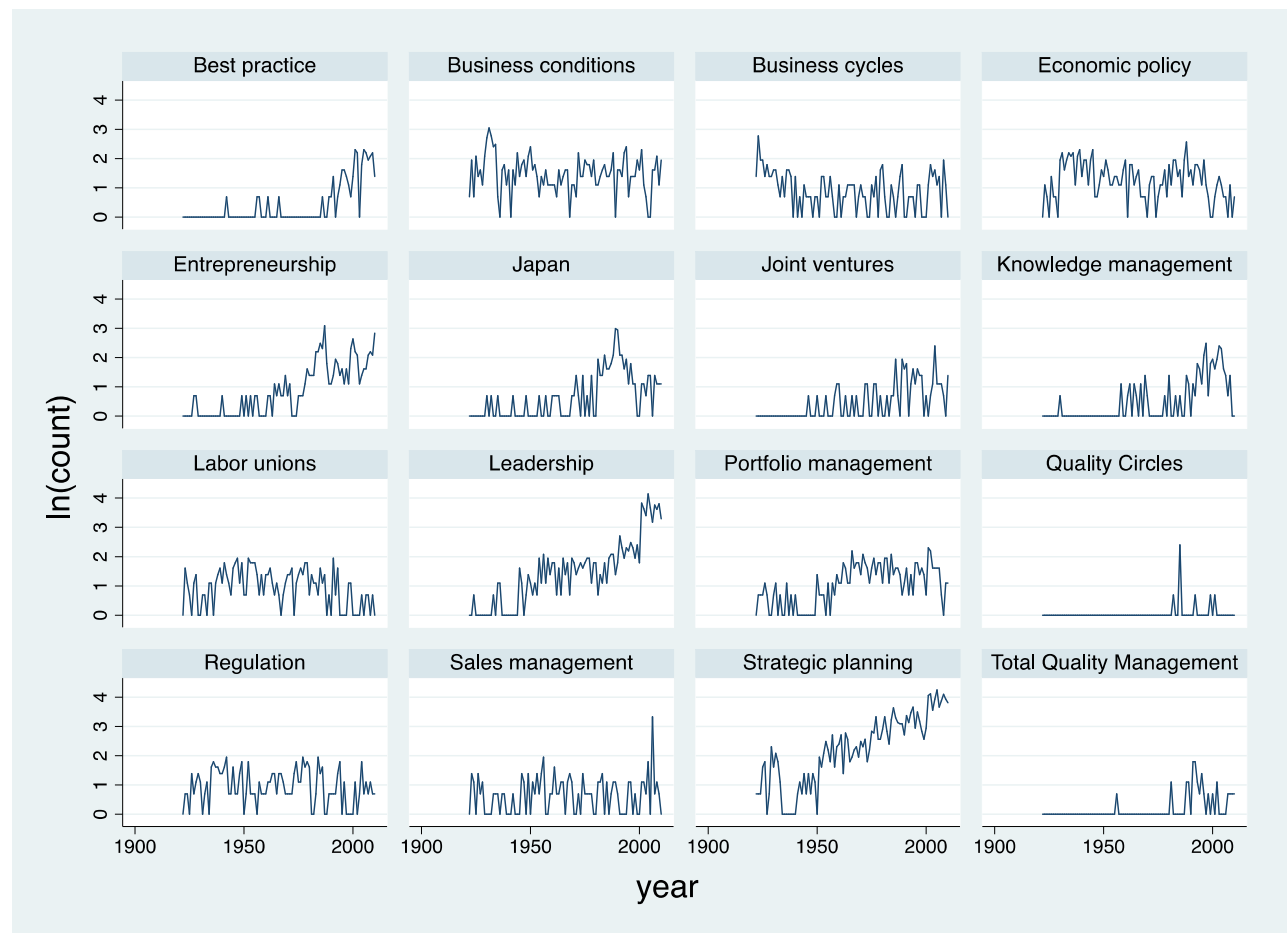 Best practice Business conditions Business cycles Economic policy
4
3
2
1
0
Entrepreneurship Japan Joint ventures Knowledge management
4
3
2
1
0
Labor unions Leadership Portfolio management Quality Circles
4
3
2
1
0
Regulation Sales management Strategic planning Total Quality Management
4
3
2
1
0
ln(count)
1900 1950 2000 1900 1950 2000 1900 1950 2000 1900 1950 2000
year